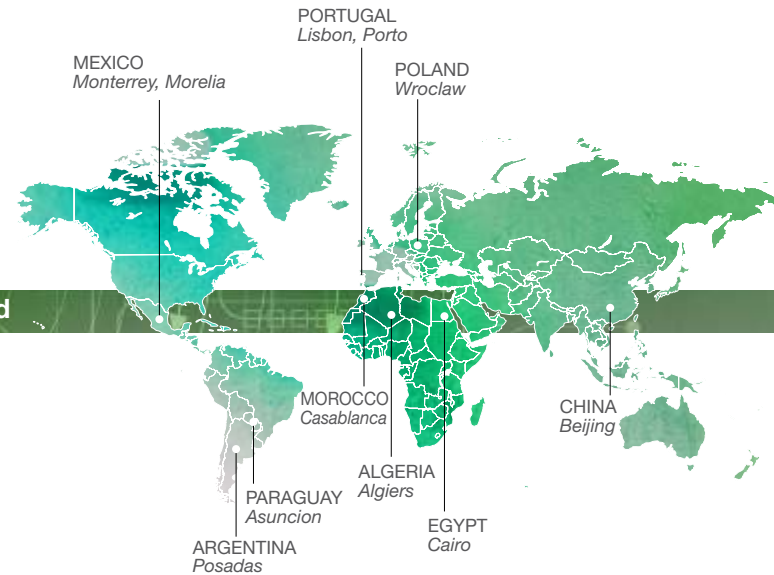 PORTUGAL
Lisbon, Porto
MEXICO
Monterrey, Morelia
POLAND
Wroclaw
d
MOROCCO
Casablanca
CHINA
Beijing
ALGERIA
Algiers
PARAGUAY
Asuncion
EGYPT
Cairo
ARGENTINA
Posadas